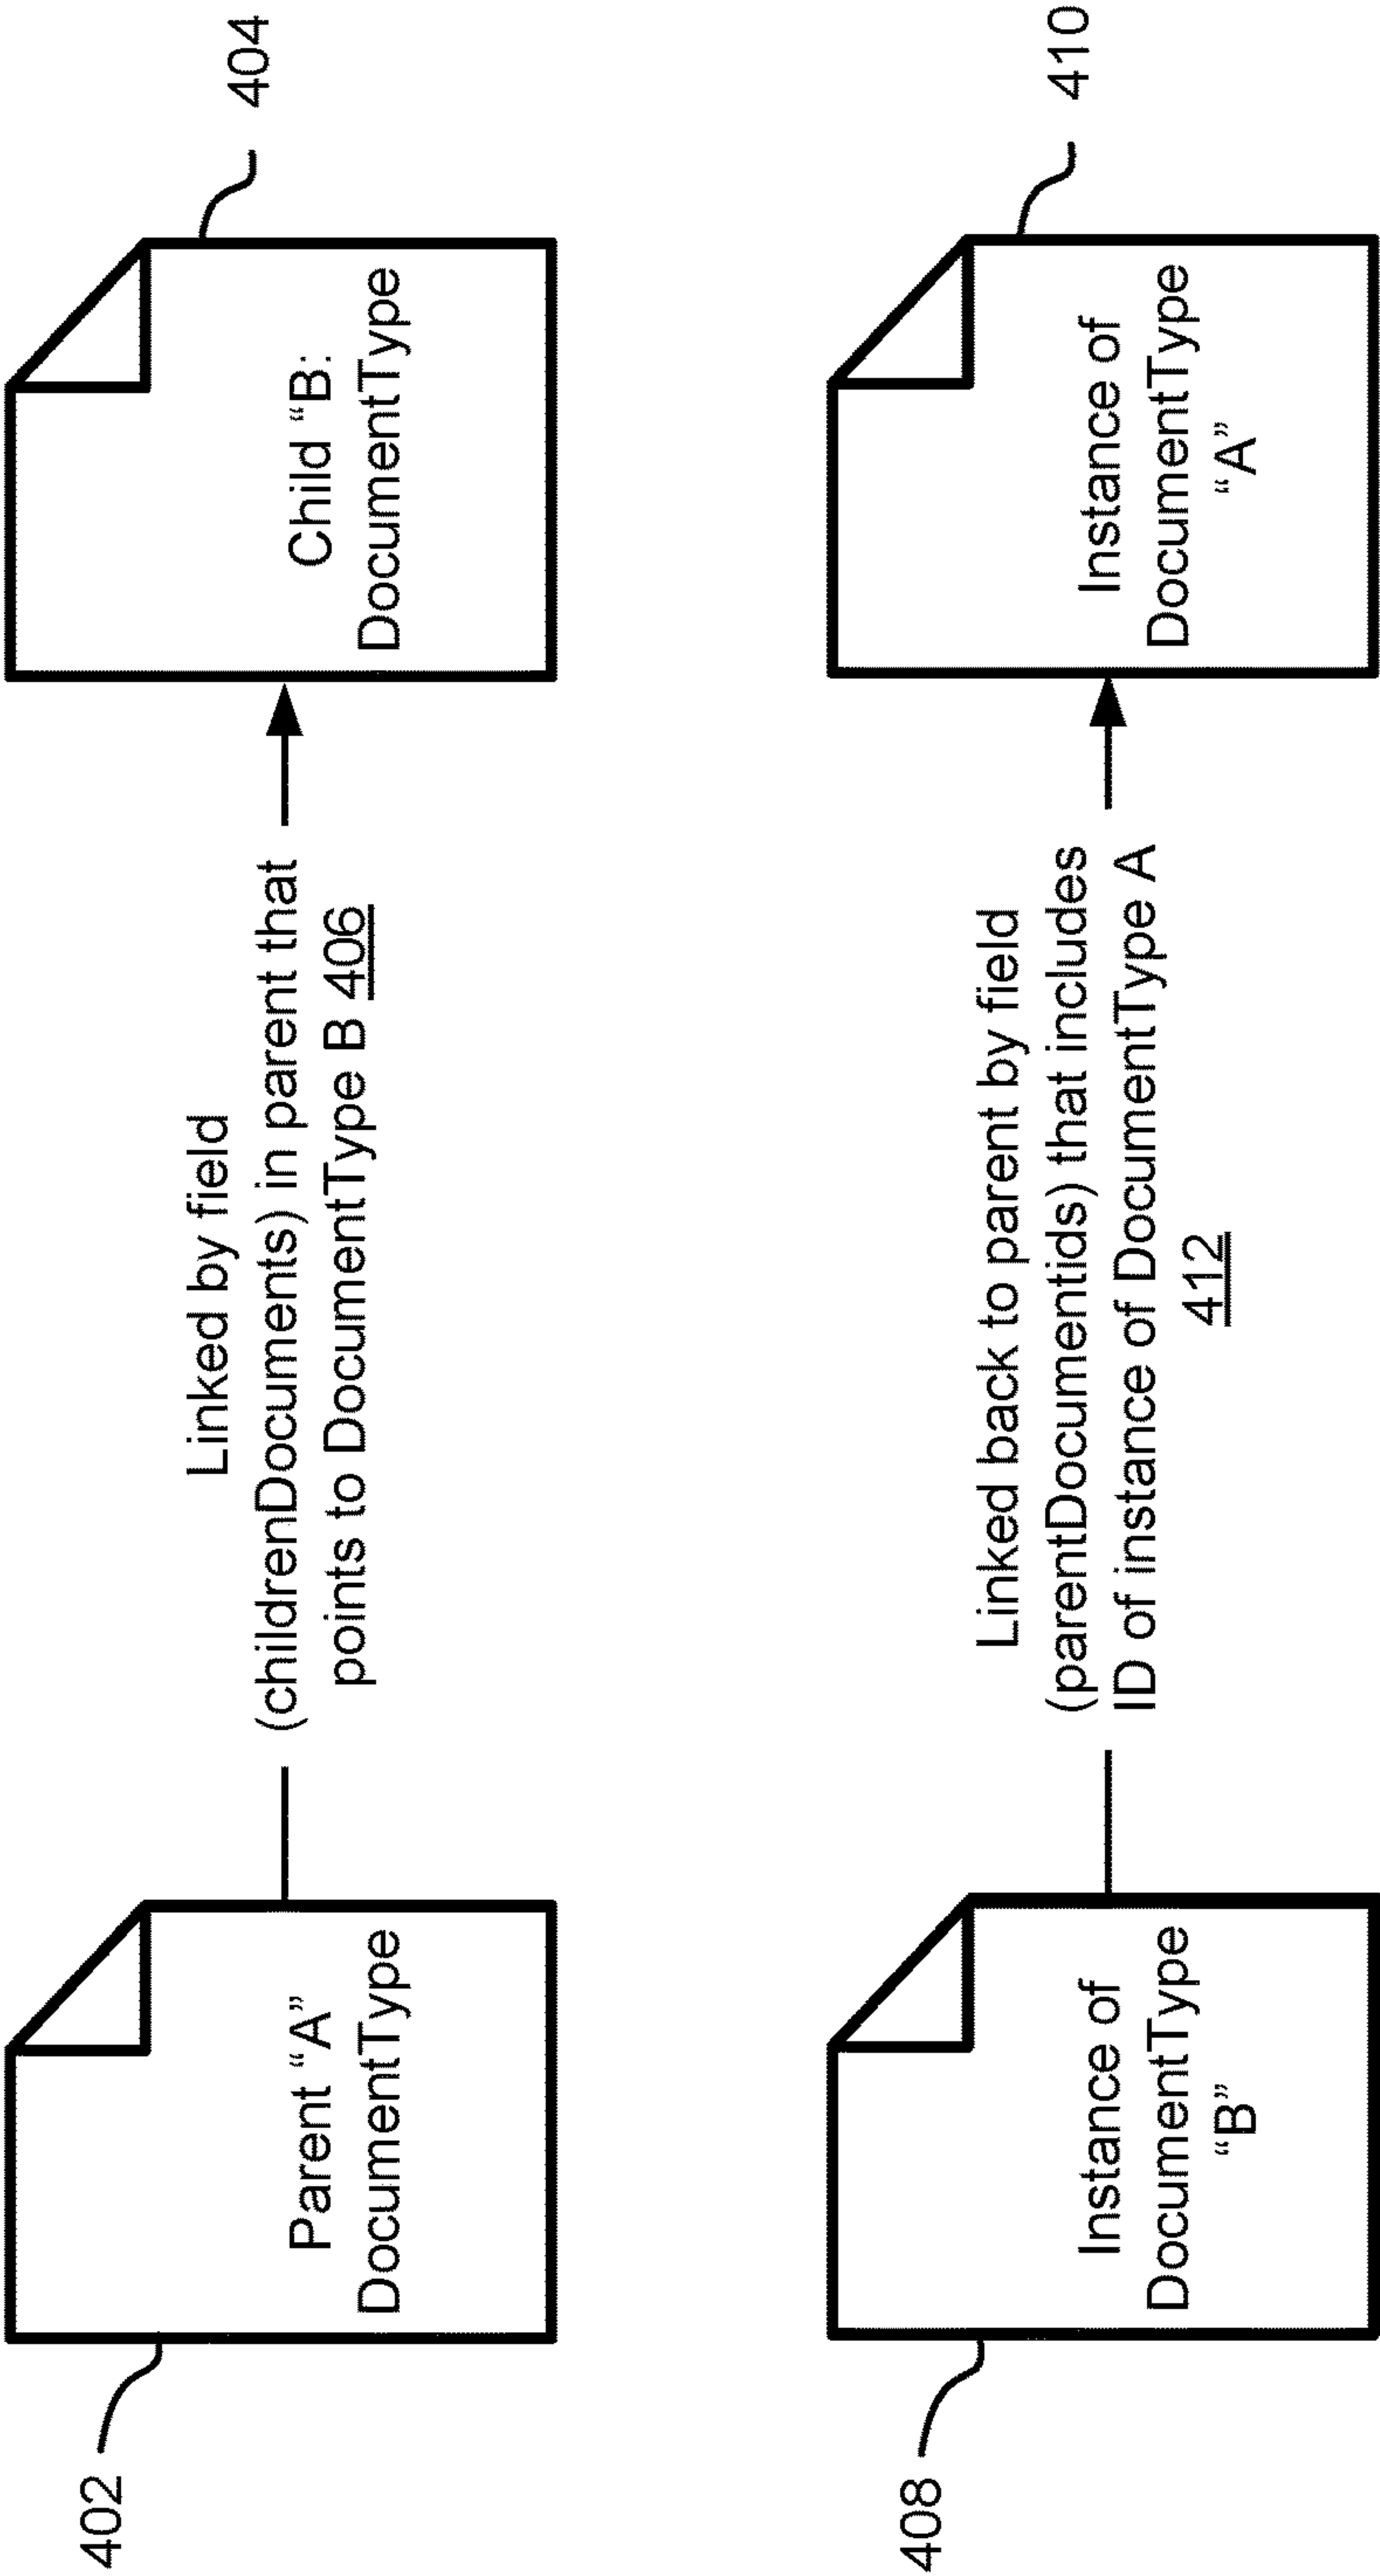 402
Parent “A”
DocumentType
Linked by field
(childrenDocuments) in parent that
points to DocumentType B 406
Child “B:
DocumentType
404
408
Instance of
DocumentType
“B”
Linked back to parent by field
(parentDocumentids) that includes
ID of instance of DocumentType A
412
Instance of
DocumentType
“A”
410